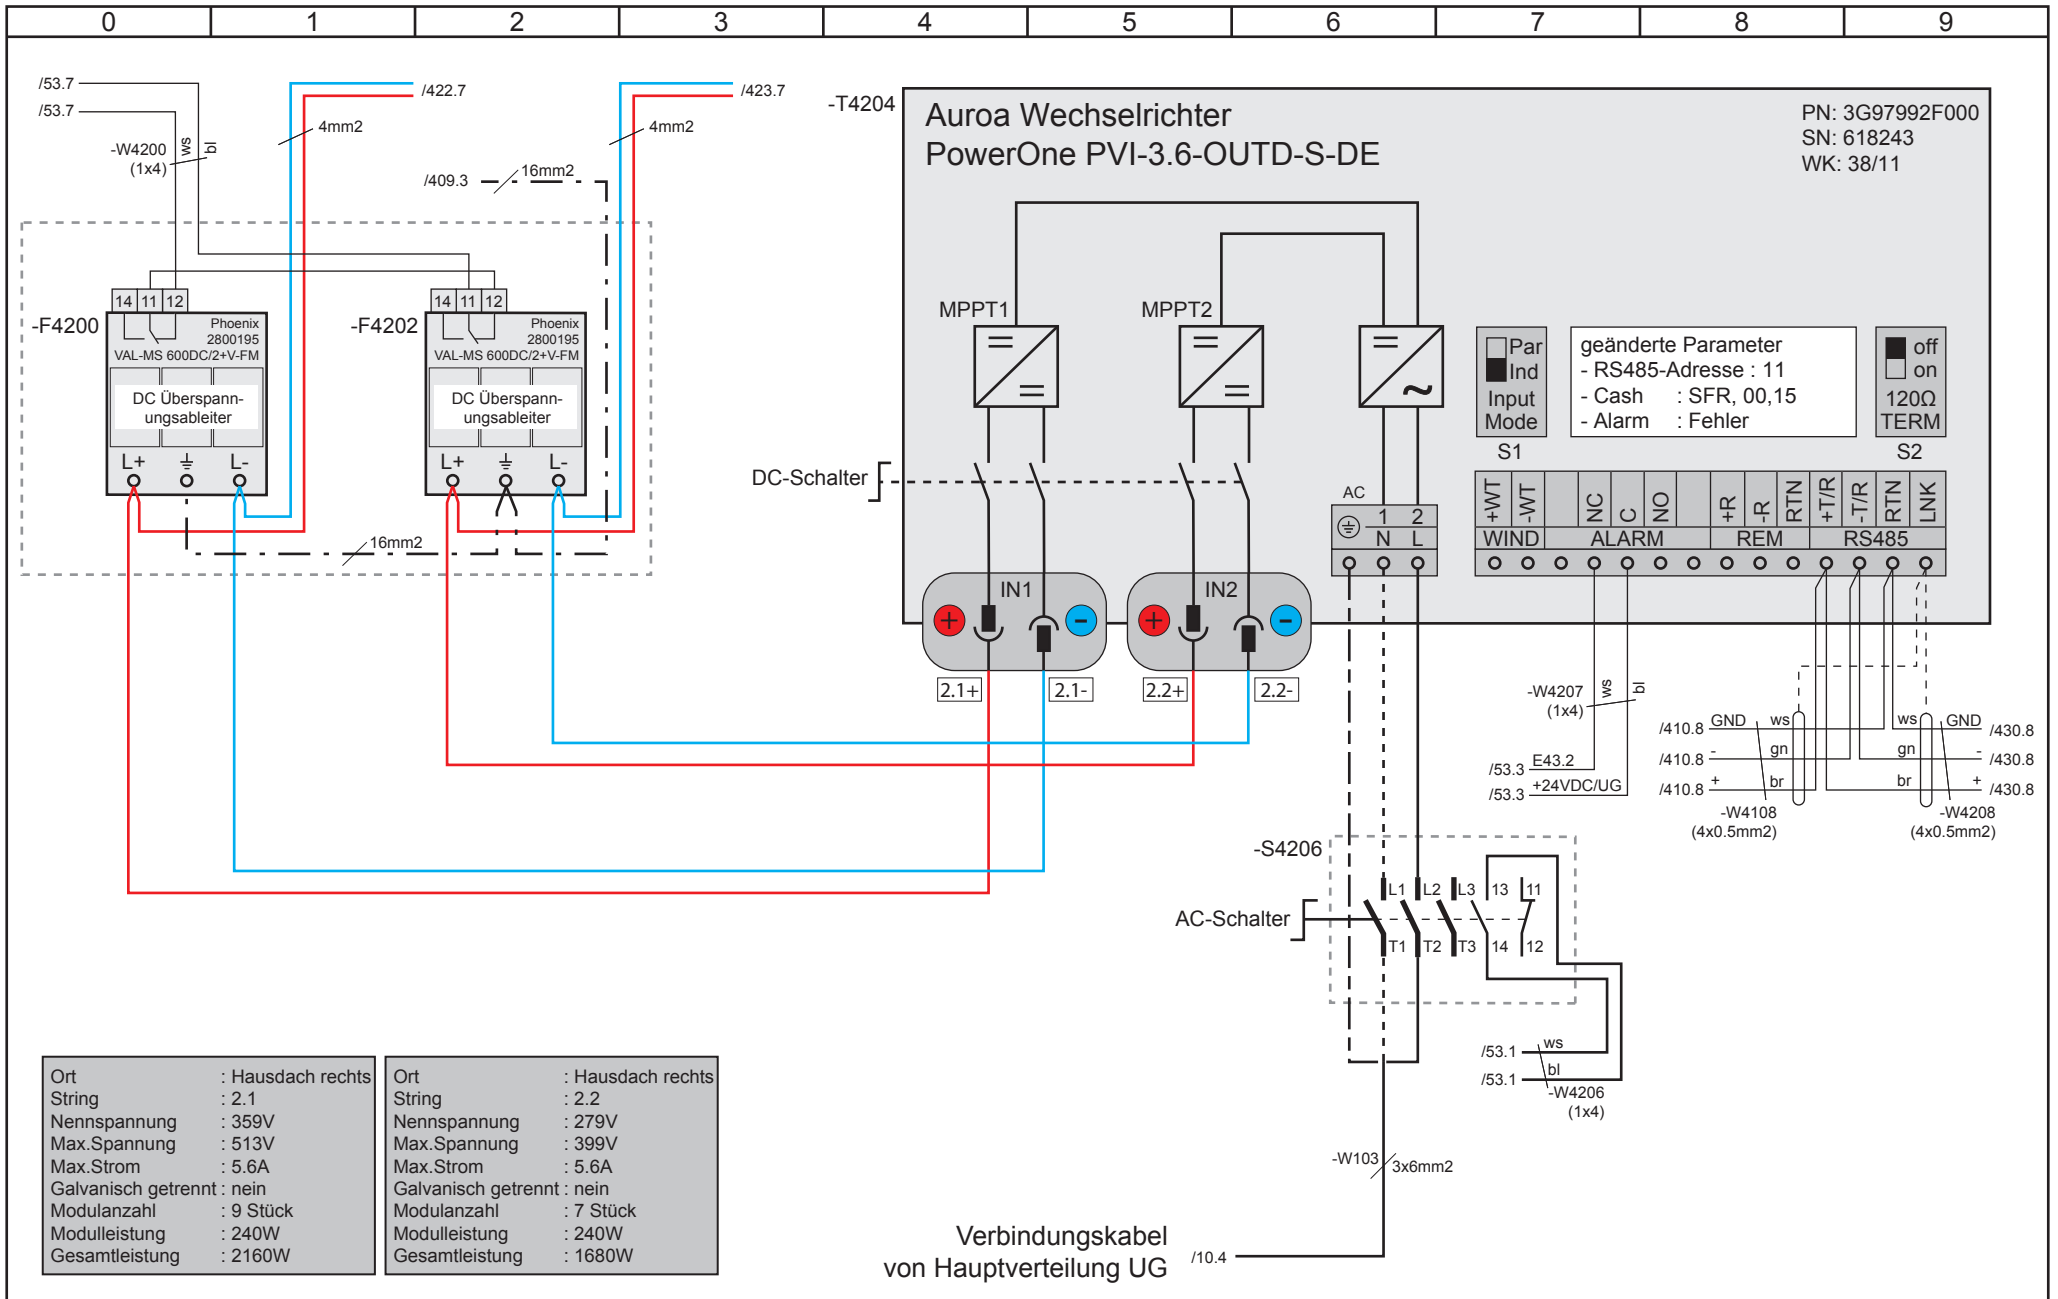 0 1 2 3 4 5 6 7 8 9
/53.7
/53.7
-W4200
(1x4)
ws
bl
/422.7
4mm2
/423.7
4mm2
/409.3
16mm2
-F4200
14 11 12
Phoenix
2800195
VAL-MS 600DC/2+V-FM
DC Überspann-
ungsableiter
L+ L-
-F4202
14 11 12
Phoenix
2800195
VAL-MS 600DC/2+V-FM
DC Überspann-
ungsableiter
L+ L-
16mm2
-T4204
Auroa Wechselrichter
PowerOne PVI-3.6-OUTD-S-DE
PN: 3G97992F000
SN: 618243
WK: 38/11
MPPT1
MPPT2
Par
Ind
Input
Mode
S1
geänderte Parameter
- RS485-Adresse : 11
- Cash : SFR, 00,15
- Alarm : Fehler
off
on
120Ω
TERM
S2
DC-Schalter
AC
1 2
N L
+WT -WT NC C NO +R -R RTN +T/R -T/R RTN LNK
WIND ALARM REM RS485
IN1
+ -
IN2
+ -
2.1+
2.1-
2.2+
2.2-
-W4207
(1x4)
ws
bl
/53.3 E43.2
/53.3 +24VDC/UG
/410.8 GND ws
/410.8 - gn
/410.8 + br
-W4108
(4x0.5mm2)
ws GND /430.8
gn - /430.8
br + /430.8
-W4208
(4x0.5mm2)
-S4206
AC-Schalter
L1 L2 L3 13 11
T1 T2 T3 14 12
/53.1 ws
/53.1 bl
-W4206
(1x4)
-W103
3x6mm2
Verbindungskabel
von Hauptverteilung UG
/10.4
Ort : Hausdach rechts
String : 2.1
Nennspannung : 359V
Max.Spannung : 513V
Max.Strom : 5.6A
Galvanisch getrennt : nein
Modulanzahl : 9 Stück
Modulleistung : 240W
Gesamtleistung : 2160W
Ort : Hausdach rechts
String : 2.2
Nennspannung : 279V
Max.Spannung : 399V
Max.Strom : 5.6A
Galvanisch getrennt : nein
Modulanzahl : 7 Stück
Modulleistung : 240W
Gesamtleistung : 1680W